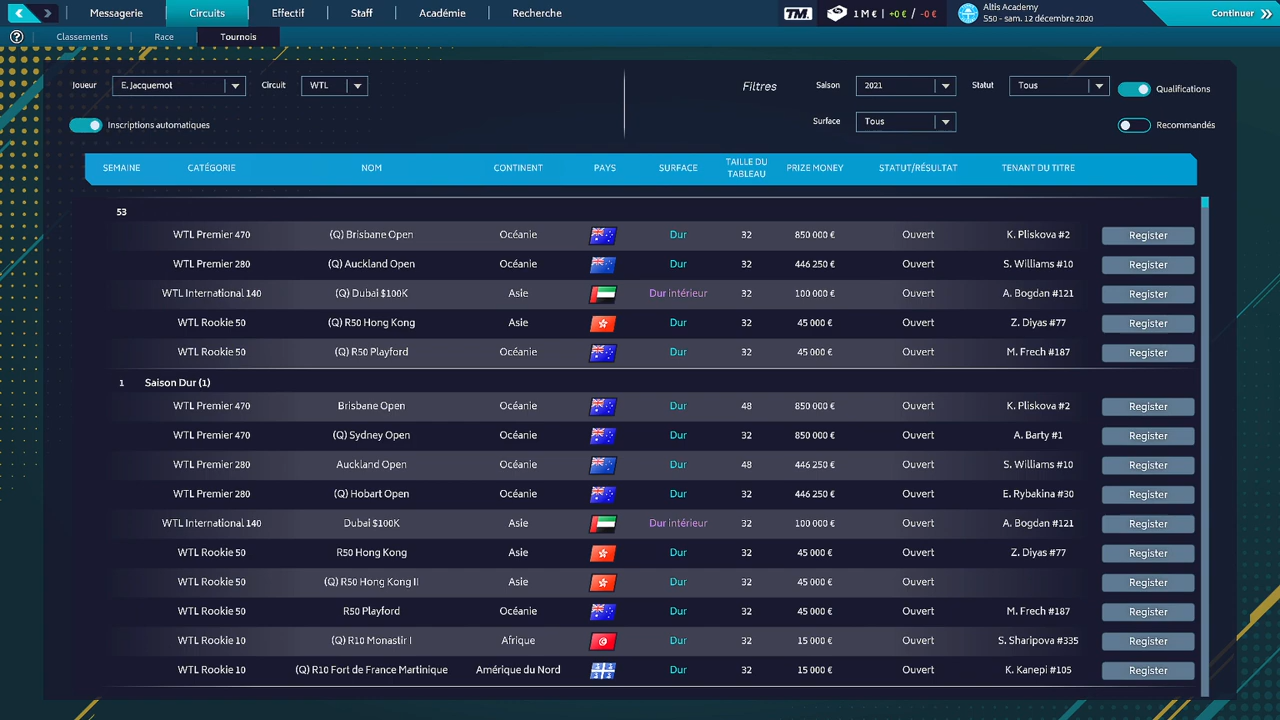 Messagerie Circuits Effectif Staff Académie Recherche TM. 1 M € | +0 € / -0 € Altis Academy Continuer
550 - sam. 12 décembre 2020
? Classements Race Tournois
Joueur E. Jacquemot Circuit WTL Filtres Saison 2021 Statut Tous Qualifications
Inscriptions automatiques Surface Tous Recommandés
SEMAINE CATÉGORIE NOM CONTINENT PAYS SURFACE TAILLE DU TABLEAU PRIZE MONEY STATUT/RÉSULTAT TENANT DU TITRE
53
WTL Premier 470 (Q) Brisbane Open Océanie Dur 32 850 000 € Ouvert K. Pliskova #2 Register
WTL Premier 280 (Q) Auckland Open Océanie Dur 32 446 250 € Ouvert S. Williams #10 Register
WTL International 140 (Q) Dubai $100K Asie Dur intérieur 32 100 000 € Ouvert A. Bogdan #121 Register
WTL Rookie 50 (Q) R50 Hong Kong Asie Dur 32 45 000 € Ouvert Z. Diyas #77 Register
WTL Rookie 50 (Q) R50 Playford Océanie Dur 32 45 000 € Ouvert M. Frech #187 Register
1 Saison Dur (1)
WTL Premier 470 Brisbane Open Océanie Dur 48 850 000 € Ouvert K. Pliskova #2 Register
WTL Premier 470 (Q) Sydney Open Océanie Dur 32 850 000 € Ouvert A. Barty #1 Register
WTL Premier 280 Auckland Open Océanie Dur 48 446 250 € Ouvert S. Williams #10 Register
WTL Premier 280 (Q) Hobart Open Océanie Dur 32 446 250 € Ouvert E. Rybakina #30 Register
WTL International 140 Dubai $100K Asie Dur intérieur 32 100 000 € Ouvert A. Bogdan #121 Register
WTL Rookie 50 R50 Hong Kong Asie Dur 32 45 000 € Ouvert Z. Diyas #77 Register
WTL Rookie 50 (Q) R50 Hong Kong II Asie Dur 32 45 000 € Ouvert Register
WTL Rookie 50 R50 Playford Océanie Dur 32 45 000 € Ouvert M. Frech #187 Register
WTL Rookie 10 (Q) R10 Monastir I Afrique Dur 32 15 000 € Ouvert S. Sharipova #335 Register
WTL Rookie 10 (Q) R10 Fort de France Martinique Amérique du Nord Dur 32 15 000 € Ouvert K. Kanepi #105 Register